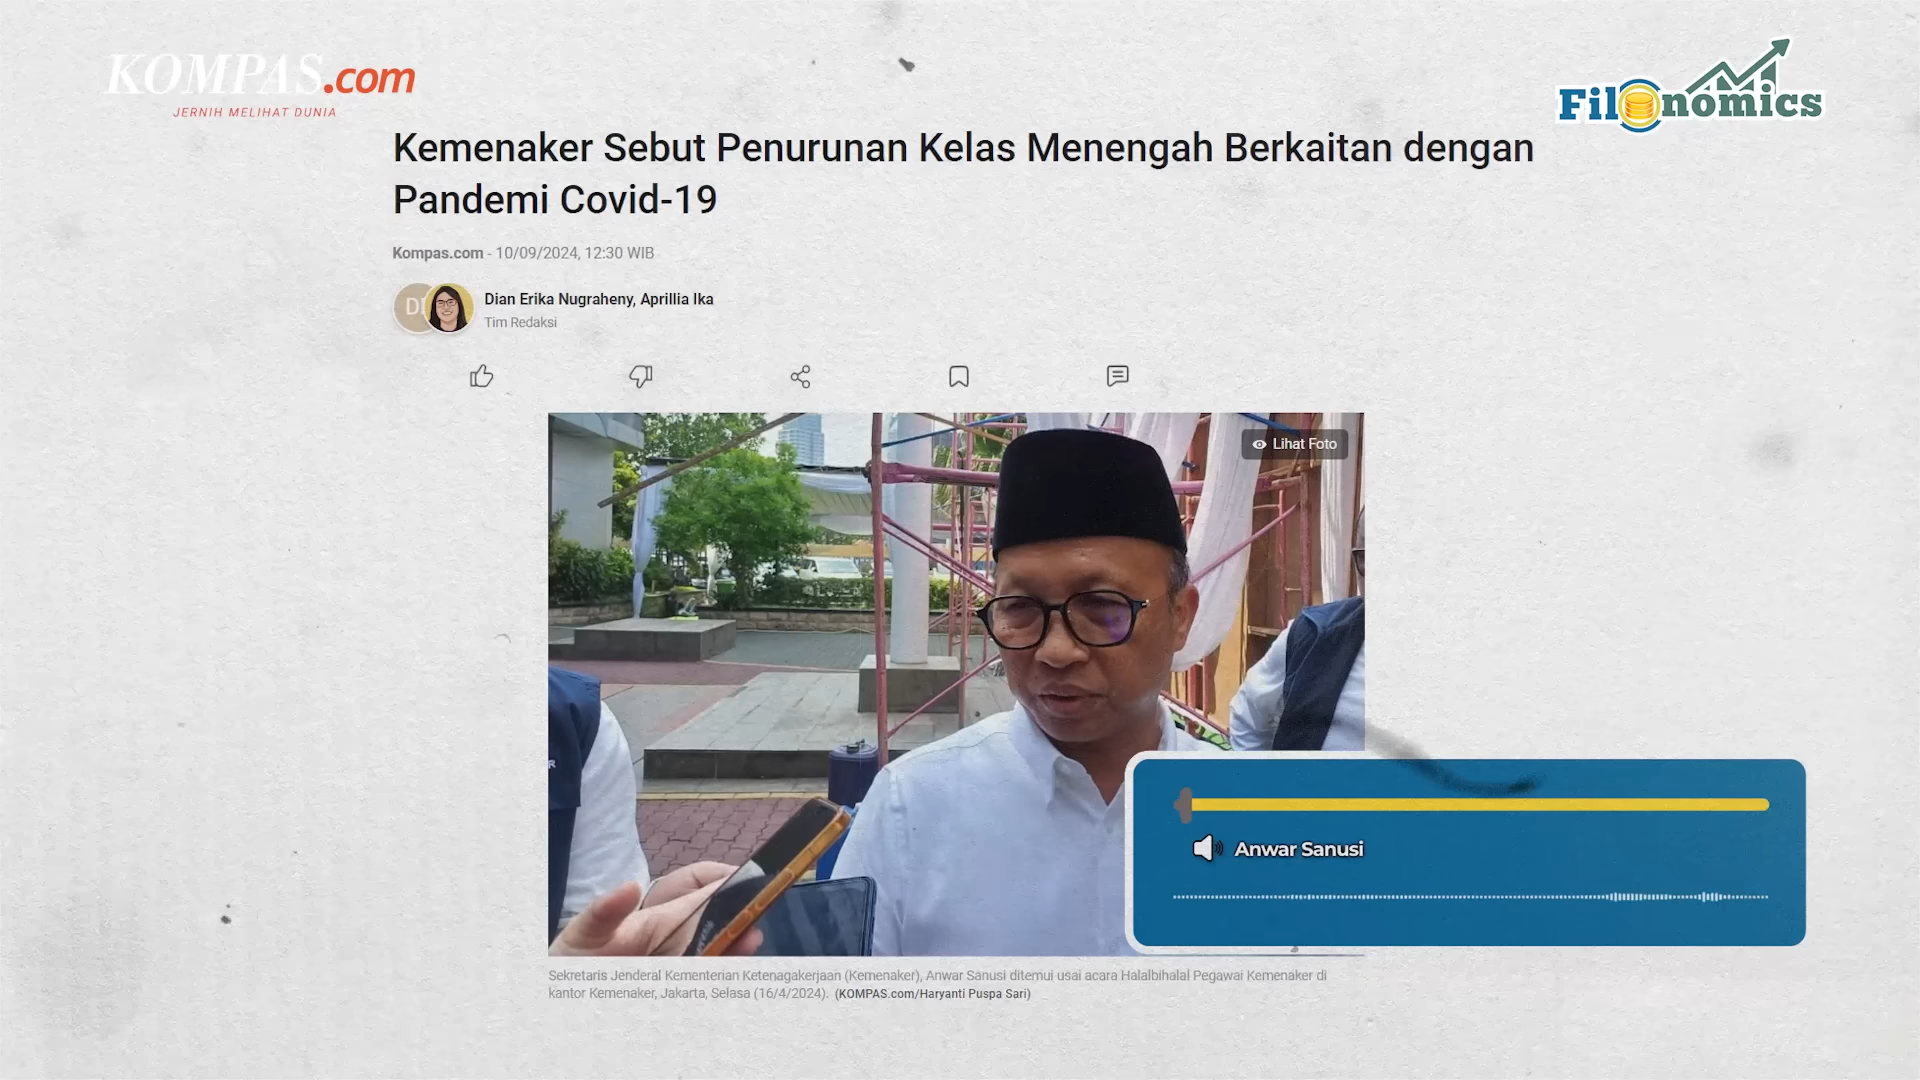 KOMPAS.com
JERNIH MELIHAT DUNIA
Filonomics
Kemenaker Sebut Penurunan Kelas Menengah Berkaitan dengan
Pandemi Covid-19
Kompas.com - 10/09/2024, 12:30 WIB
Dian Erika Nugraheny, Aprillia Ika
Tim Redaksi
Lihat Foto
Anwar Sanusi
Sekretaris Jenderal Kementerian Ketenagakerjaan (Kemenaker), Anwar Sanusi ditemui usai acara Halalbihalal Pegawai Kemenaker di
kantor Kemenaker, Jakarta, Selasa (16/4/2024). (KOMPAS.com/Haryanti Puspa Sari)